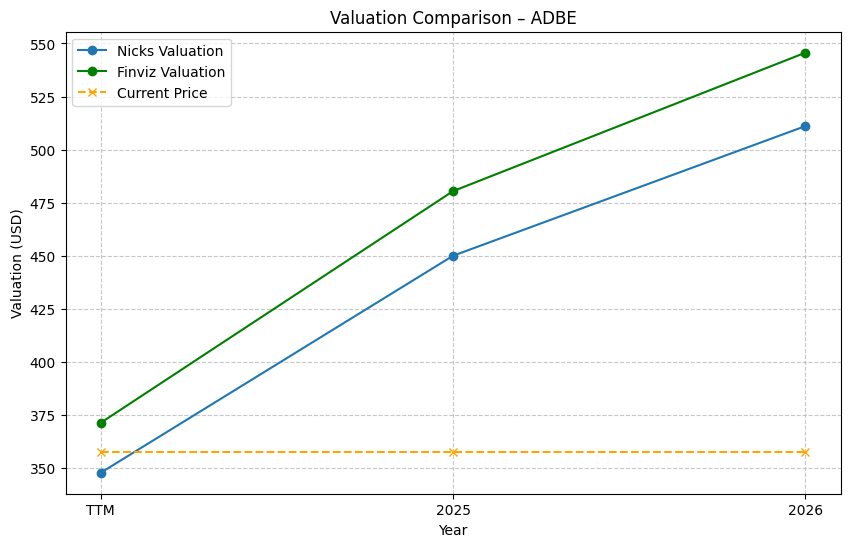 Valuation Comparison – ADBE
Nicks Valuation
Finviz Valuation
Current Price
Valuation (USD)
550
525
500
475
450
425
400
375
350
TTM
2025
2026
Year